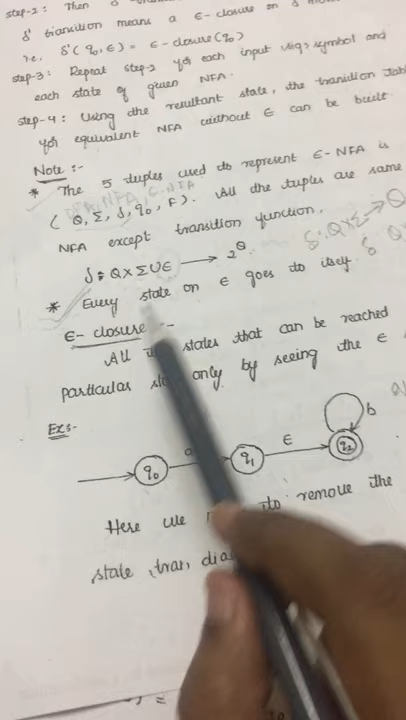 step-2: Then
δ' transition means a ε-closure on δ
i.e. δ'(q₀,ε) = ε-closure(q₀)
step-3: Repeat step-2 for each input symbol and
each state of given NFA.
step-4: Using the resultant state, the transition table
for equivalent NFA without ε can be built
Note :-
* The 5 tuples used to represent ε-NFA is
(Q, Σ, δ, q₀, F). All the tuples are same
NFA except transition function.
δ: Q×Σ → Q
δ: Q×Σ∪ε → 2^Q
* Every state on ε goes to itself
ε-closure :-
All states that can be reached
particular only by seeing the ε
Exs:-
q₀ q₁ ε q₂ b
Here we to remove the
state, tran, dia